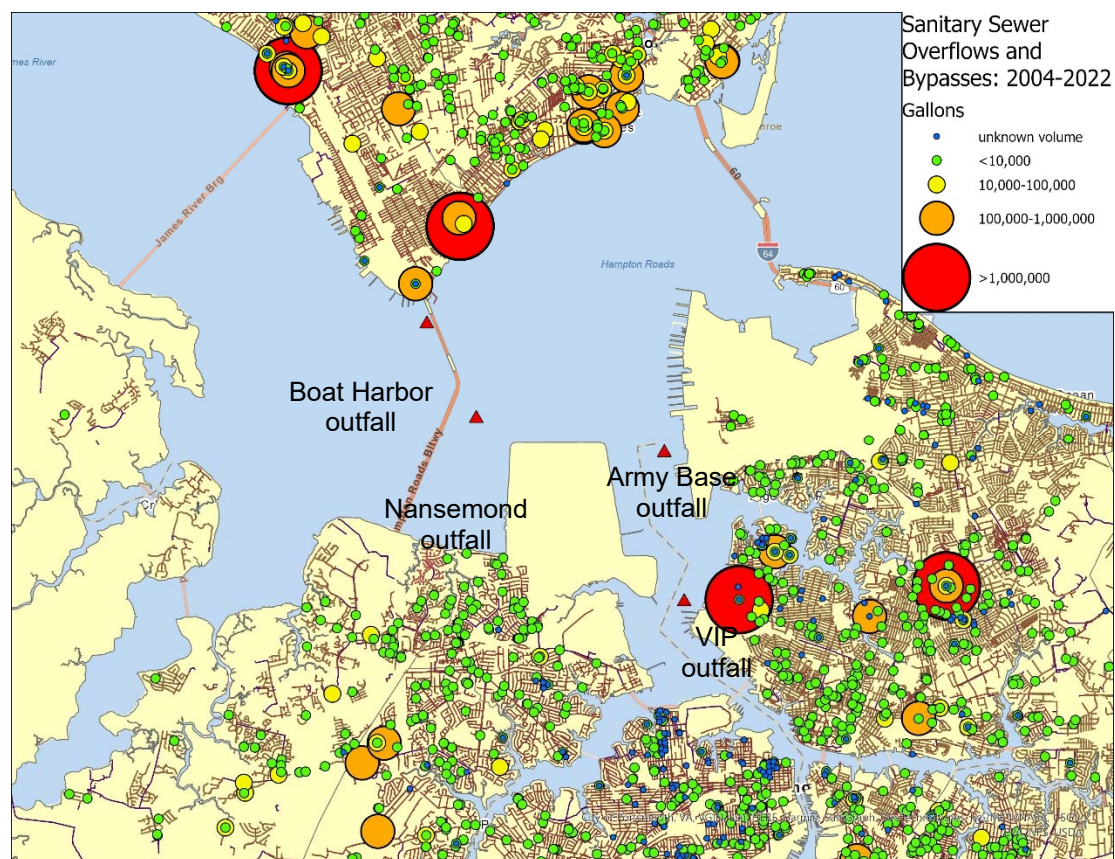 Sanitary Sewer
Overflows and
Bypasses: 2004-2022
Gallons
unknown volume
<10,000
10,000-100,000
100,000-1,000,000
>1,000,000
mes River
James River Brg
60
64
Hampton Roads
60
Boat Harbor
outfall
Nansemond
outfall
Army Base
outfall
VIP
outfall